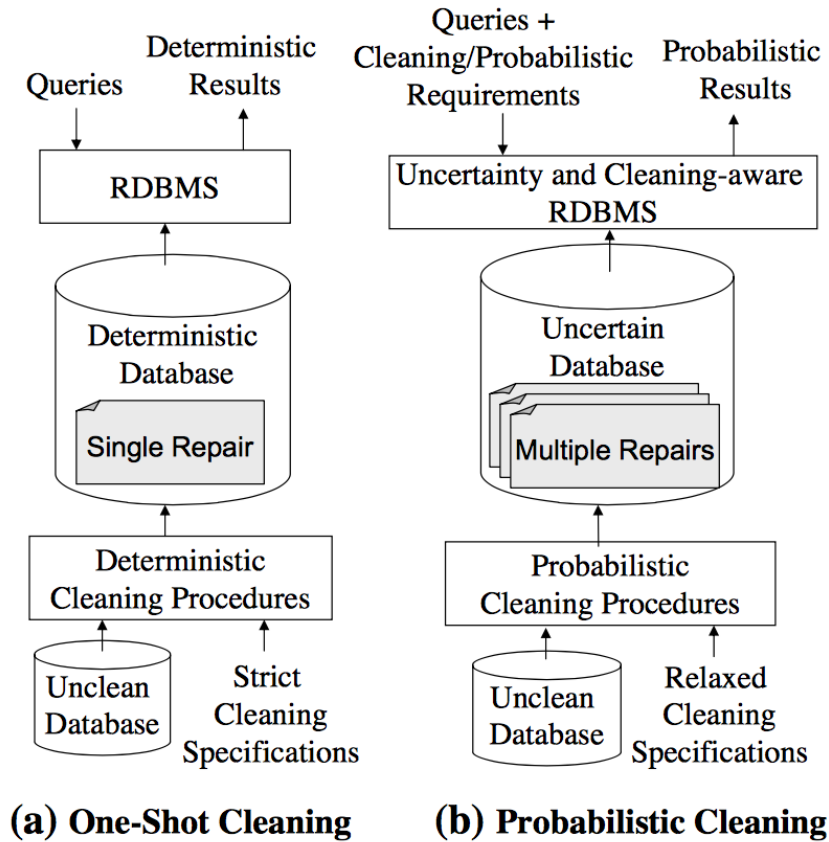 Queries
Deterministic
Results
RDBMS
Deterministic
Database
Single Repair
Deterministic
Cleaning Procedures
Unclean
Database
Strict
Cleaning
Specifications
(a) One-Shot Cleaning
Queries +
Cleaning/Probabilistic
Requirements
Probabilistic
Results
Uncertainty and Cleaning-aware
RDBMS
Uncertain
Database
Multiple Repairs
Probabilistic
Cleaning Procedures
Unclean
Database
Relaxed
Cleaning
Specifications
(b) Probabilistic Cleaning